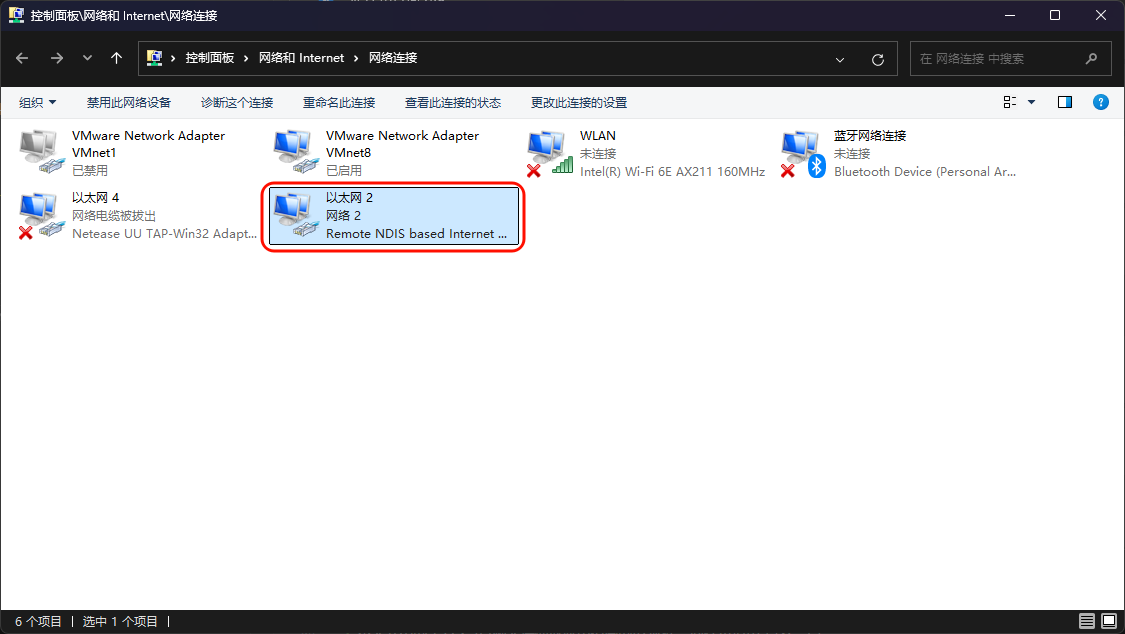 控制面板\网络和 Internet\网络连接
控制面板 网络和 Internet 网络连接
在 网络连接 中搜索
组织 禁用此网络设备 诊断这个连接 重命名此连接 查看此连接的状态 更改此连接的设置
VMware Network Adapter
VMnet1
已禁用
VMware Network Adapter
VMnet8
已启用
WLAN
未连接
Intel(R) Wi-Fi 6E AX211 160MHz
蓝牙网络连接
未连接
Bluetooth Device (Personal Ar...
以太网 4
网络电缆被拔出
Netease UU TAP-Win32 Adapt...
以太网 2
网络 2
Remote NDIS based Internet ...
6 个项目 选中 1 个项目